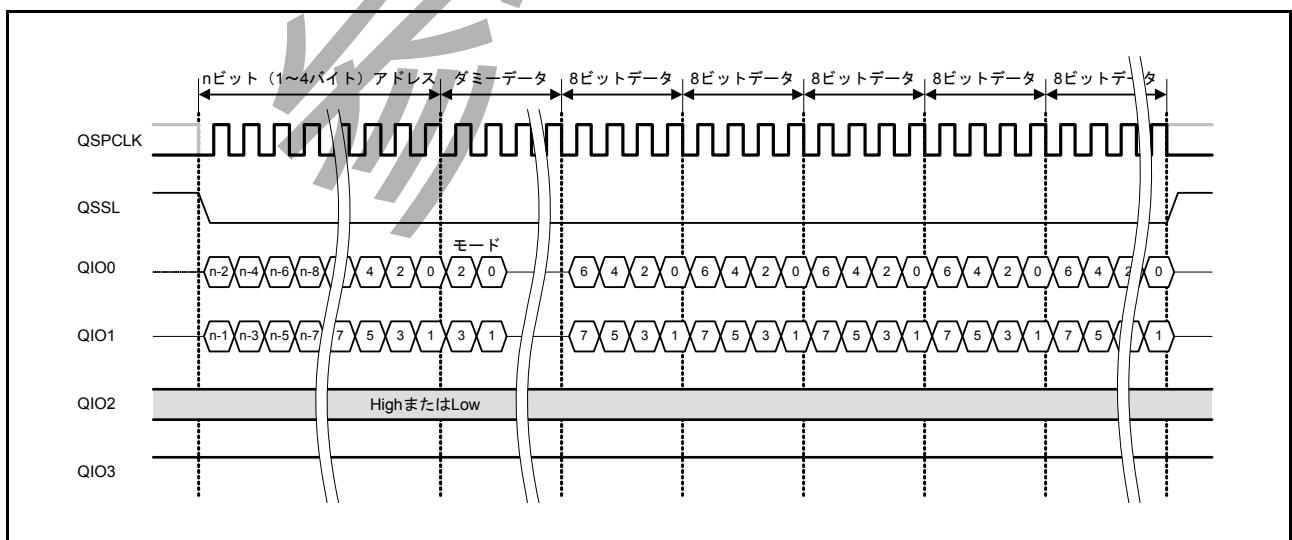 nビット（1～4バイト）アドレス ダミーデータ 8ビットデータ 8ビットデータ 8ビットデータ 8ビットデータ 8ビットデータ
QSPCLK
QSSL
モード
QIO0 n-2 n-4 n-6 n-8 4 2 0 2 0 6 4 2 0 6 4 2 0 6 4 2 0 6 4 2 0 6 4 2 0
QIO1 n-1 n-3 n-5 n-7 7 5 3 1 3 1 7 5 3 1 7 5 3 1 7 5 3 1 7 5 3 1 7 5 1
QIO2 HighまたはLow
QIO3